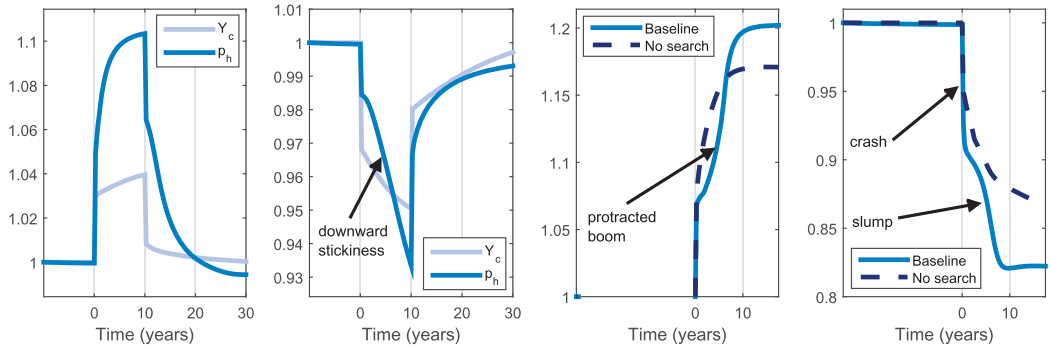 1.1
1.08
1.06
1.04
1.02
1
Y_c
p_h
0 10 20 30
Time (years)
1.01
1
0.99
0.98
0.97
0.96
0.95
0.94
0.93
downward
stickiness
Y_c
p_h
0 10 20 30
Time (years)
1.2
1.15
1.1
1.05
1
Baseline
No search
protracted
boom
0 10
Time (years)
1
0.95
0.9
0.85
0.8
crash
slump
Baseline
No search
0 10
Time (years)